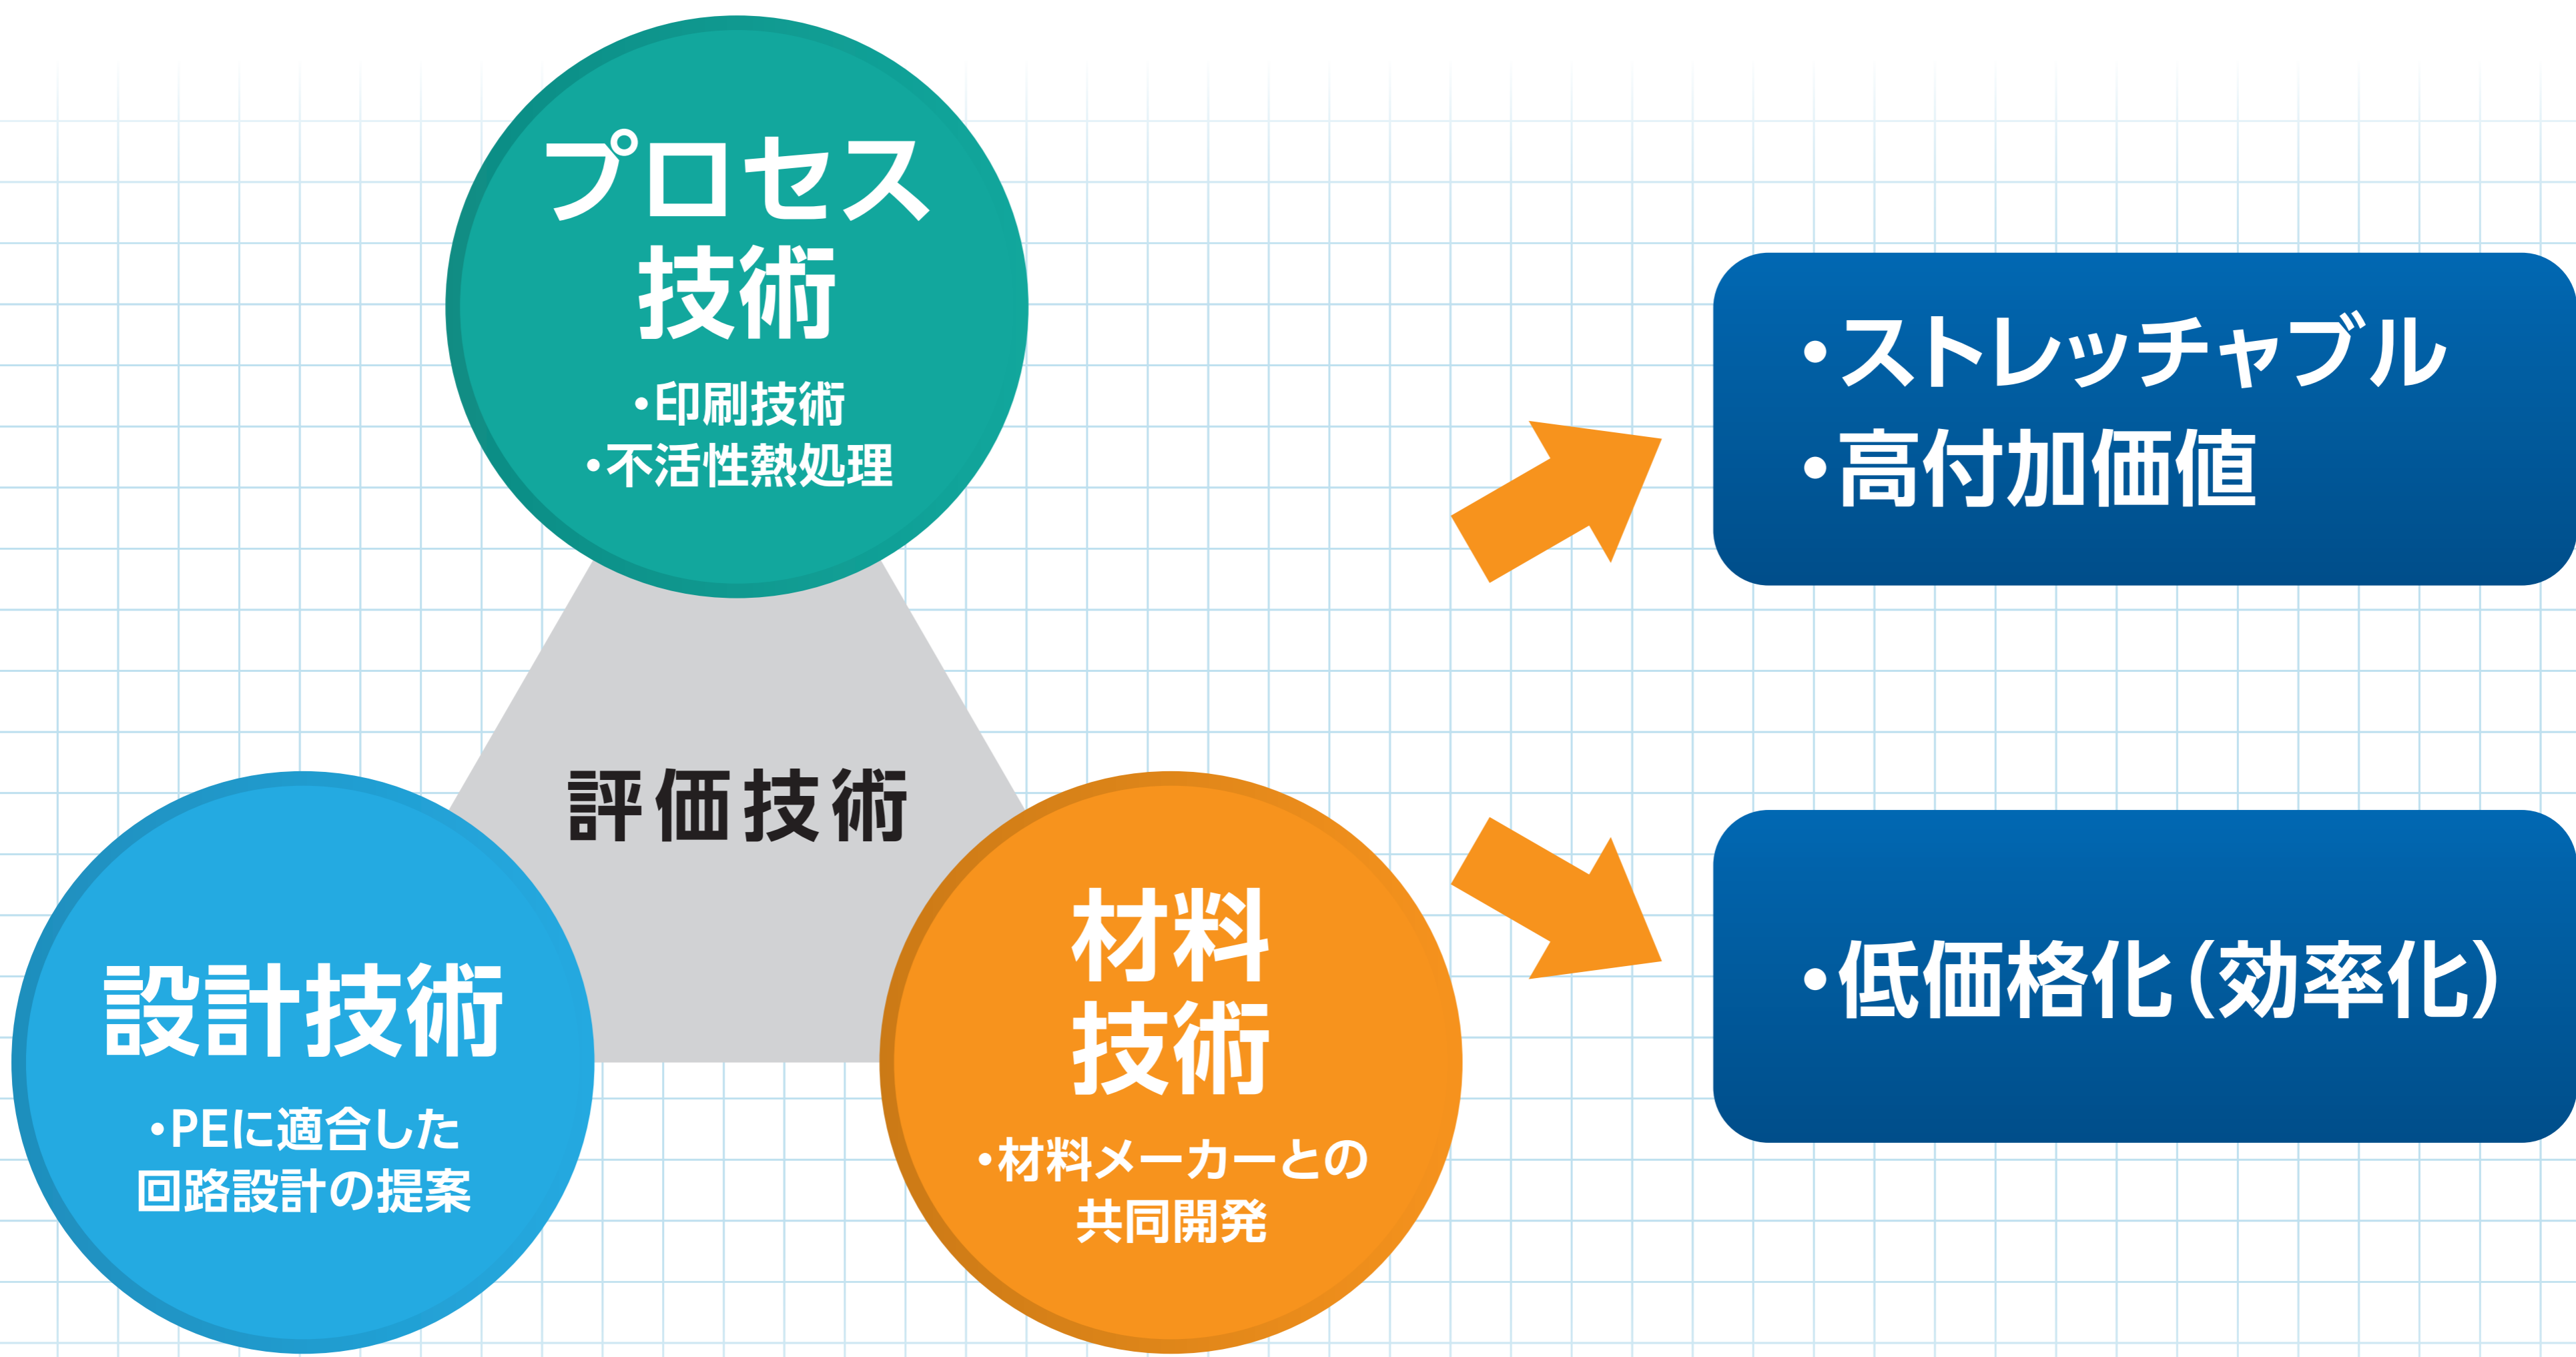 プロセス
技術
・印刷技術
・不活性熱処理
評価技術
設計技術
・PEに適合した
回路設計の提案
材料
技術
・材料メーカーとの
共同開発
・ストレッチャブル
・高付加価値
・低価格化(効率化)